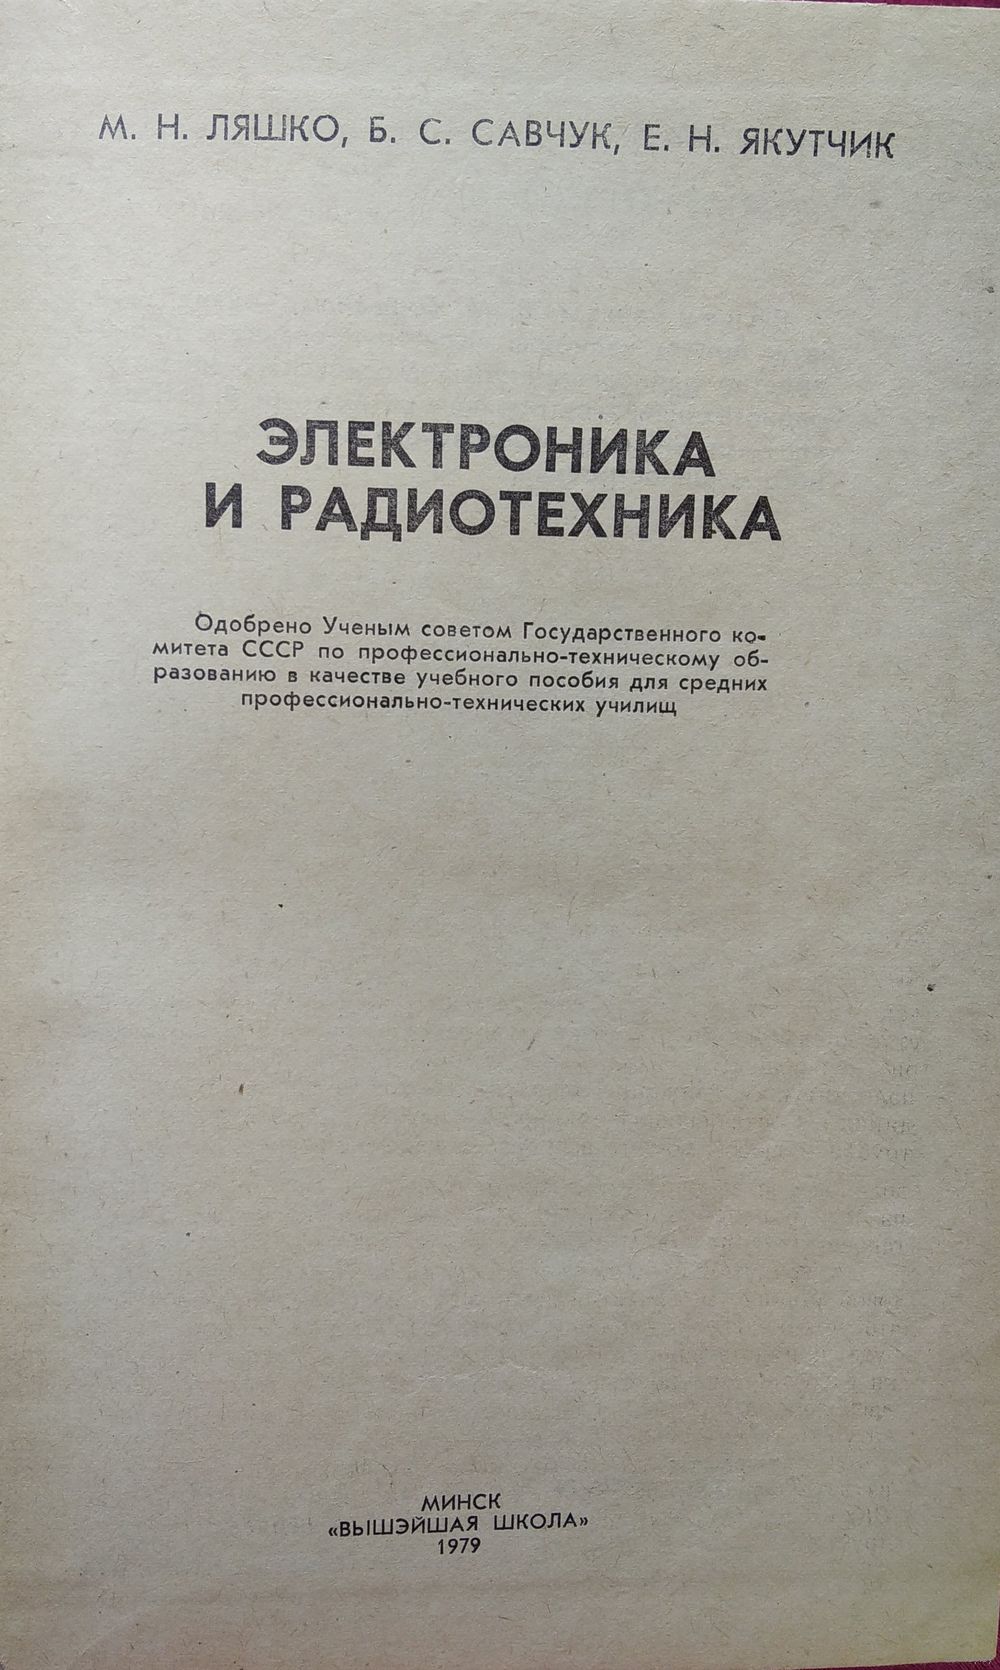 М. Н. ЛЯШКО, Б. С. САВЧУК, Е. Н. ЯКУТЧИК
ЭЛЕКТРОНИКА
И РАДИОТЕХНИКА
Одобрено Ученым советом Государственного ко-
митета СССР по профессионально-техническому об-
разованию в качестве учебного пособия для средних
профессионально-технических училищ
МИНСК
«ВЫШЭЙШАЯ ШКОЛА»
1979